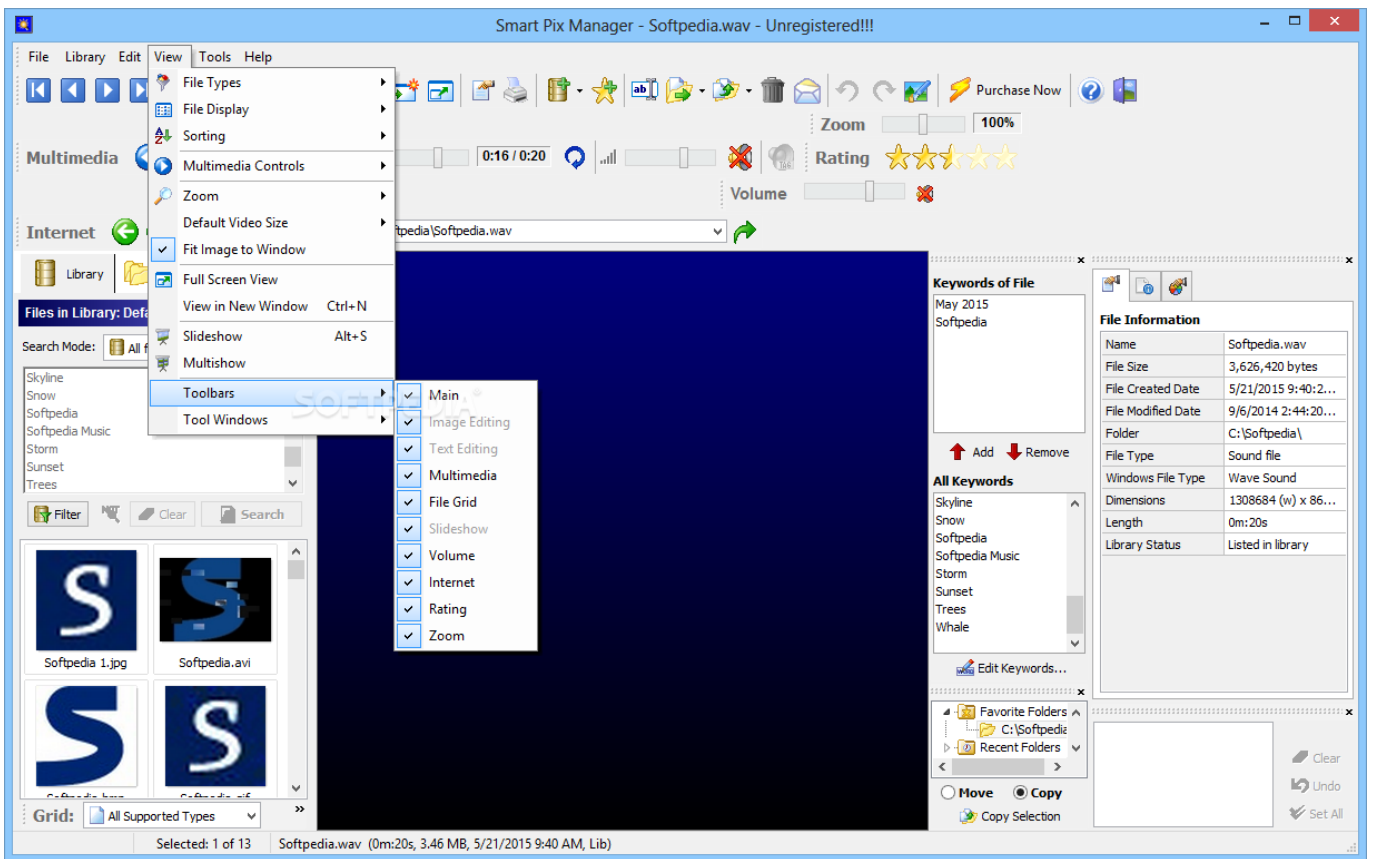 Smart Pix Manager - Softpedia.wav - Unregistered!!!
File Library Edit View Tools Help
Purchase Now
Zoom 100%
Multimedia 0:16 / 0:20 Rating
Volume
Internet ftpedia\Softpedia.wav
File Types
File Display
Sorting
Multimedia Controls
Zoom
Default Video Size
Fit Image to Window
Full Screen View
View in New Window Ctrl+N
Slideshow Alt+S
Multishow
Toolbars
Tool Windows
Main
Image Editing
Text Editing
Multimedia
File Grid
Slideshow
Volume
Internet
Rating
Zoom
SOFTPEDIA
Library
Files in Library: Defa
Search Mode: All f
Skyline
Snow
Softpedia
Softpedia Music
Storm
Sunset
Trees
Filter NOT Clear Search
Softpedia 1.jpg Softpedia.avi
Softpedia.bmp Softpedia.gif
Grid: All Supported Types
Keywords of File
May 2015
Softpedia
Add Remove
All Keywords
Skyline
Snow
Softpedia
Softpedia Music
Storm
Sunset
Trees
Whale
Edit Keywords...
Favorite Folders
C:\Softpedia
Recent Folders
Move Copy
Copy Selection
File Information
Name Softpedia.wav
File Size 3,626,420 bytes
File Created Date 5/21/2015 9:40:2...
File Modified Date 9/6/2014 2:44:20...
Folder C:\Softpedia\
File Type Sound file
Windows File Type Wave Sound
Dimensions 1308684 (w) x 86...
Length 0m:20s
Library Status Listed in library
Clear
Undo
Set All
Selected: 1 of 13 Softpedia.wav (0m:20s, 3.46 MB, 5/21/2015 9:40 AM, Lib)